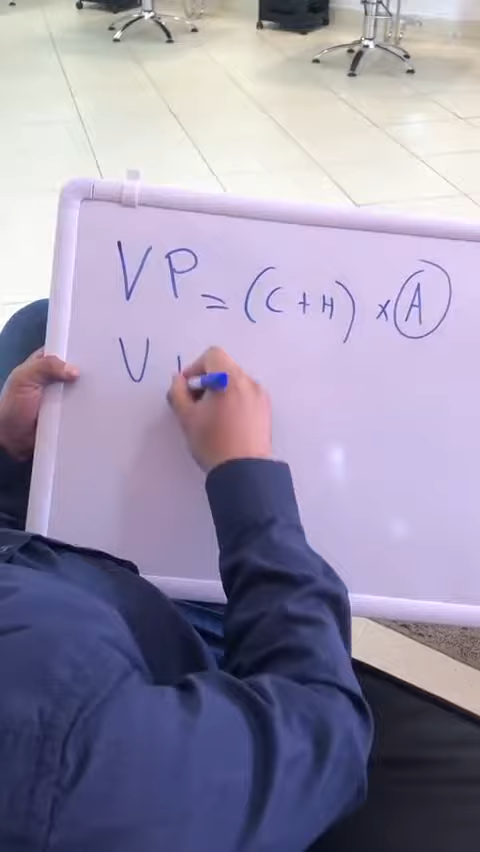 VP = (C + H) x A
V